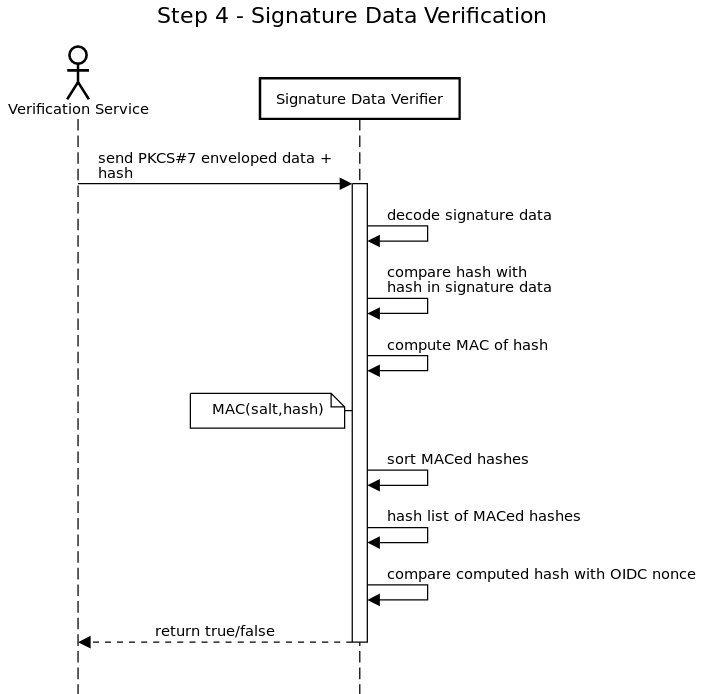 Step 4 - Signature Data Verification
Verification Service
Signature Data Verifier
send PKCS#7 enveloped data +
hash
decode signature data
compare hash with
hash in signature data
compute MAC of hash
MAC(salt,hash)
sort MACed hashes
hash list of MACed hashes
compare computed hash with OIDC nonce
return true/false